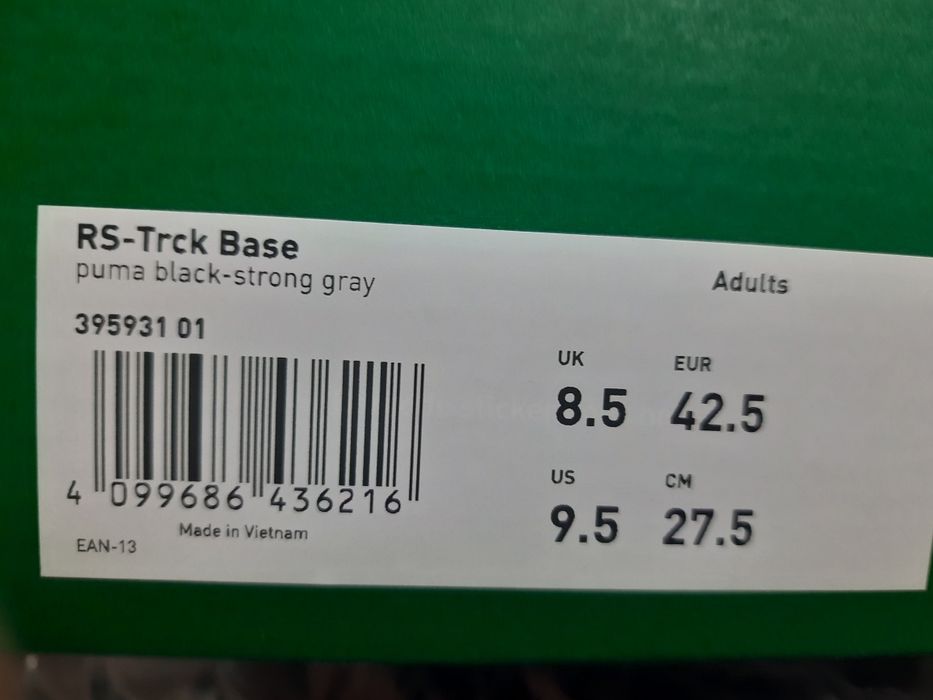 RS-Trck Base
puma black-strong gray
Adults
395931 01
UK EUR
8.5 42.5
US CM
9.5 27.5
4 099686 436216
Made in Vietnam
EAN-13